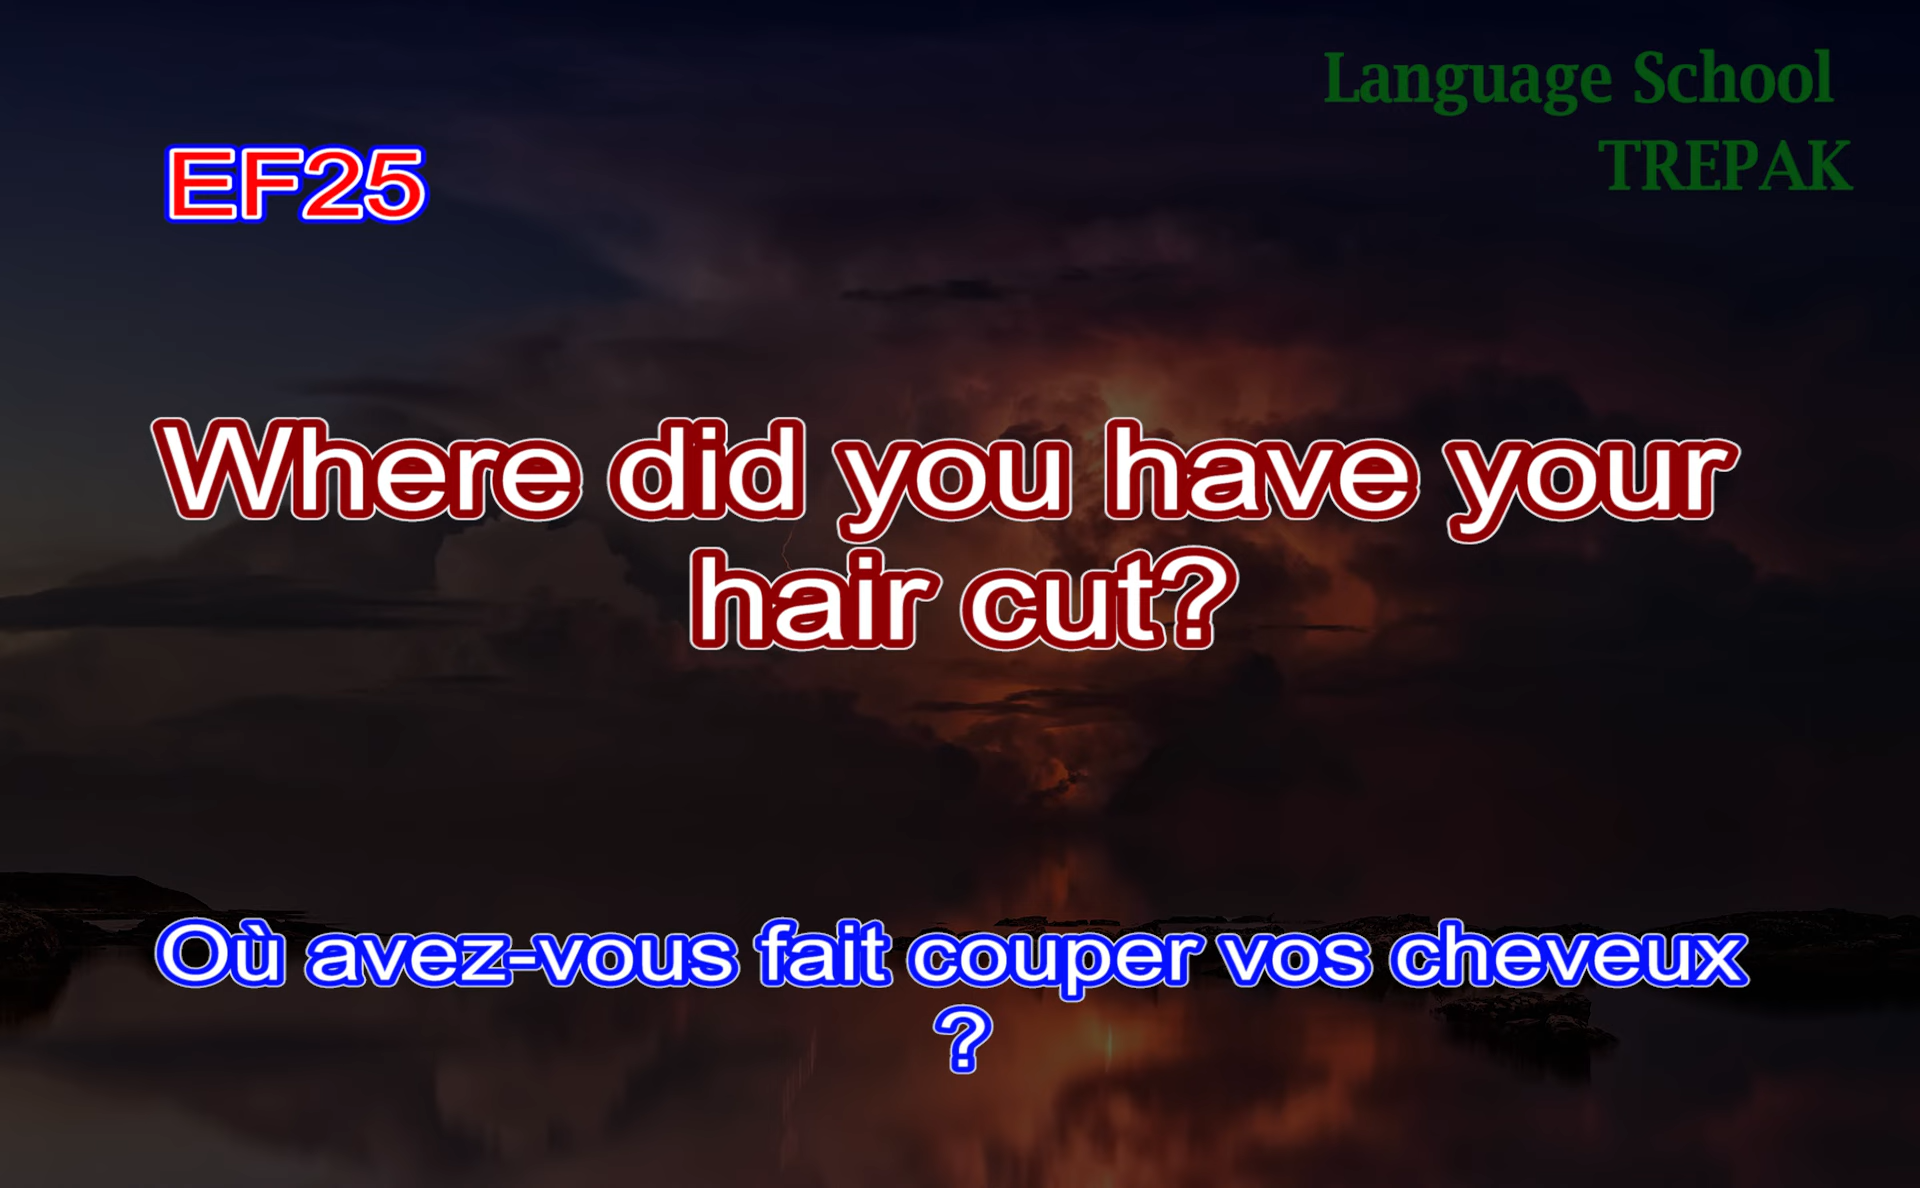 Language School
TREPAK
EF25
Where did you have your
hair cut?
Où avez-vous fait couper vos cheveux
?